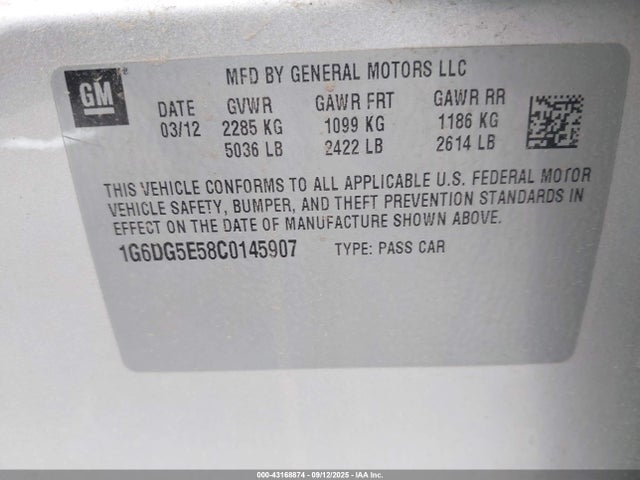 GM
MFD BY GENERAL MOTORS LLC
DATE GVWR GAWR FRT GAWR RR
03/12 2285 KG 1099 KG 1186 KG
5036 LB 2422 LB 2614 LB
THIS VEHICLE CONFORMS TO ALL APPLICABLE U.S. FEDERAL MOTOR
VEHICLE SAFETY, BUMPER, AND THEFT PREVENTION STANDARDS IN
EFFECT ON THE DATE OF MANUFACTURE SHOWN ABOVE.
1G6DG5E58C0145907 TYPE: PASS CAR
000-43168874 - 09/12/2025 - IAA Inc.